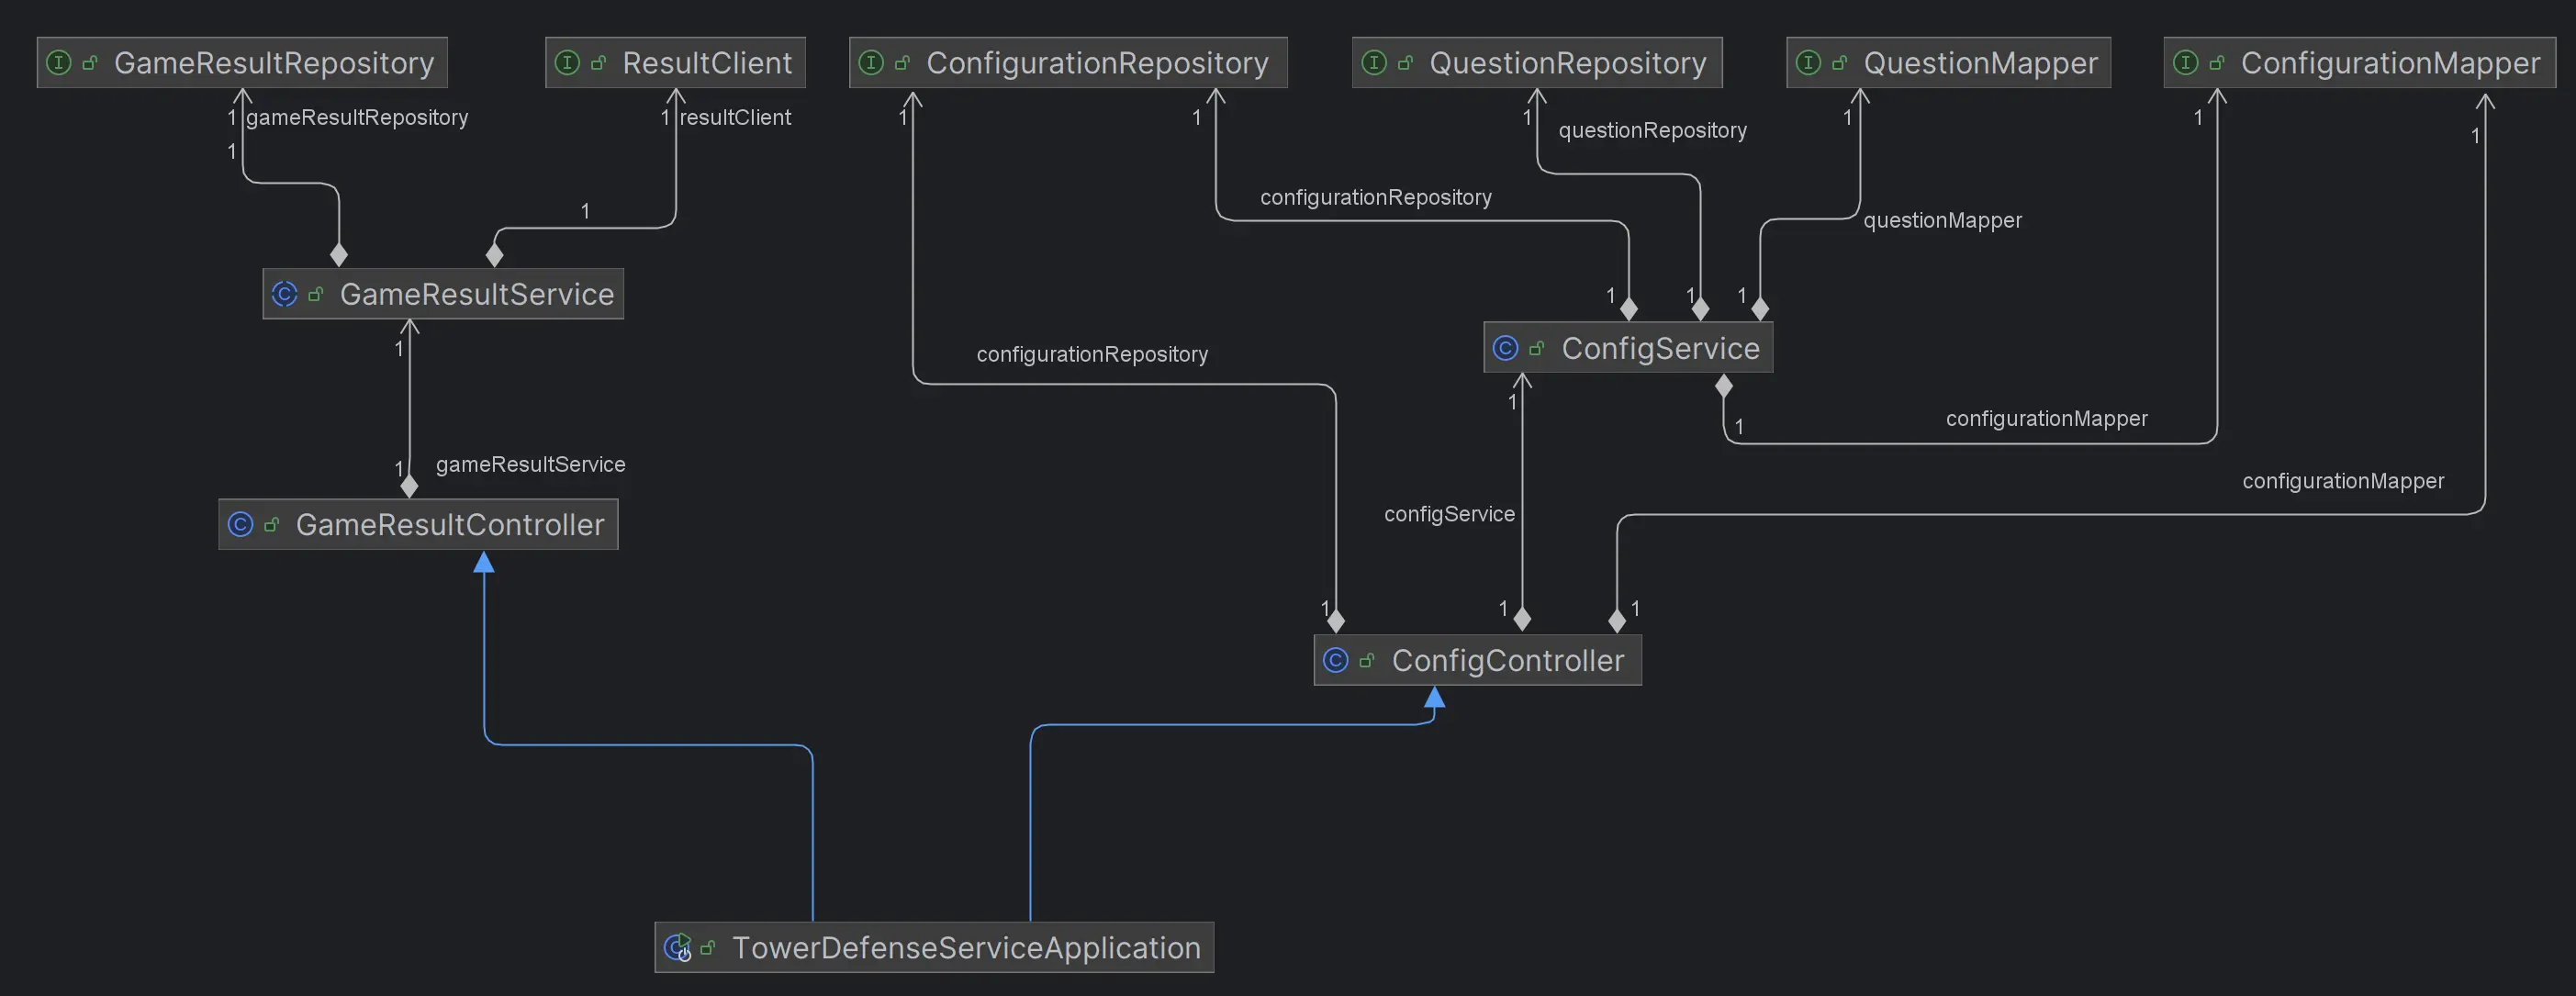 GameResultRepository
ResultClient
ConfigurationRepository
QuestionRepository
QuestionMapper
ConfigurationMapper
1 gameResultRepository
1 resultClient
1
1
1
questionRepository
1
1
1
1
1
configurationRepository
questionMapper
GameResultService
1
1
1
1
configurationRepository
ConfigService
1
configurationMapper
1
1
gameResultService
configurationMapper
GameResultController
configService
1
1
1
ConfigController
TowerDefenseServiceApplication